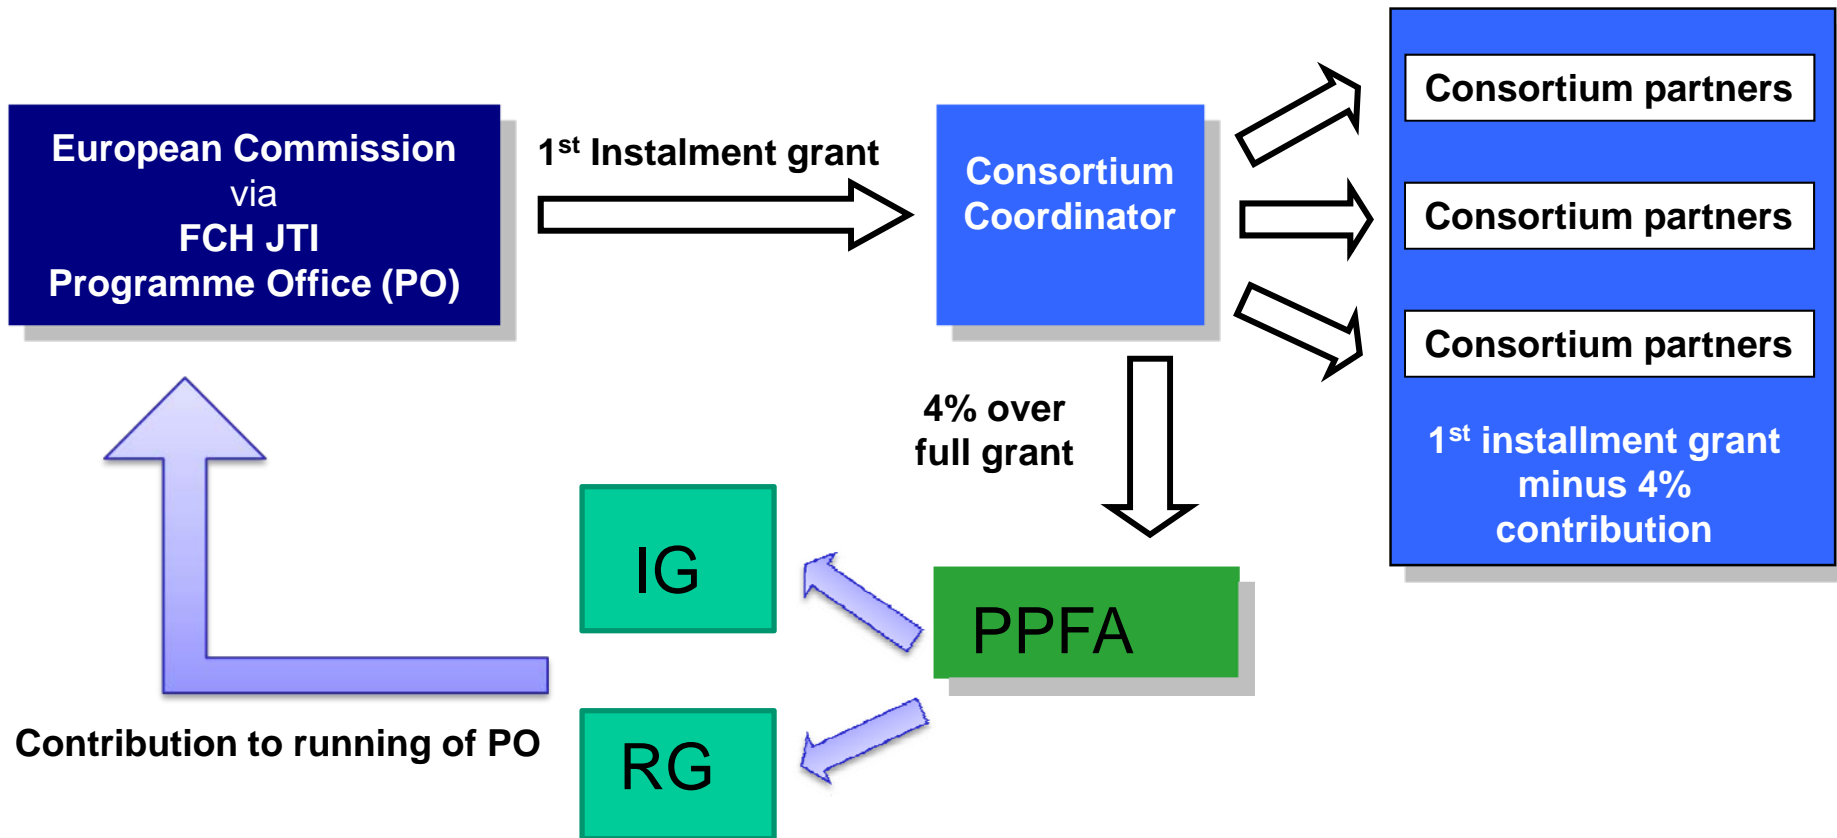 European Commission
via
FCH JTI
Programme Office (PO)
1st Instalment grant
Consortium
Coordinator
Consortium partners
Consortium partners
Consortium partners
1st installment grant
minus 4%
contribution
4% over
full grant
IG
PPFA
RG
Contribution to running of PO